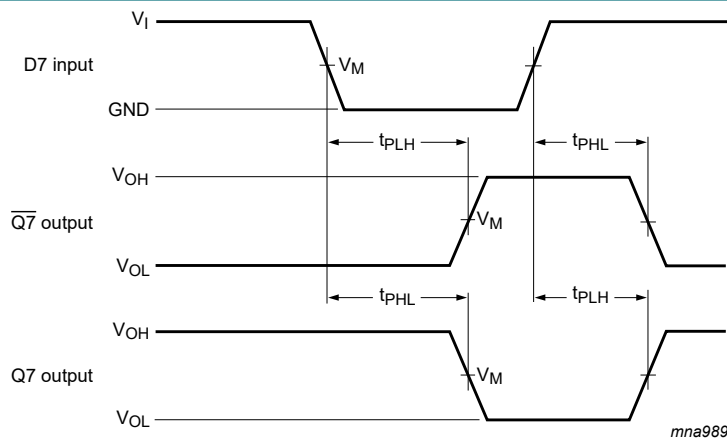 V_I
D7 input
V_M
GND
t_PLH
t_PHL
V_OH
Q̅7̅ output
V_M
V_OL
t_PHL
t_PLH
V_OH
Q7 output
V_M
V_OL
mna989